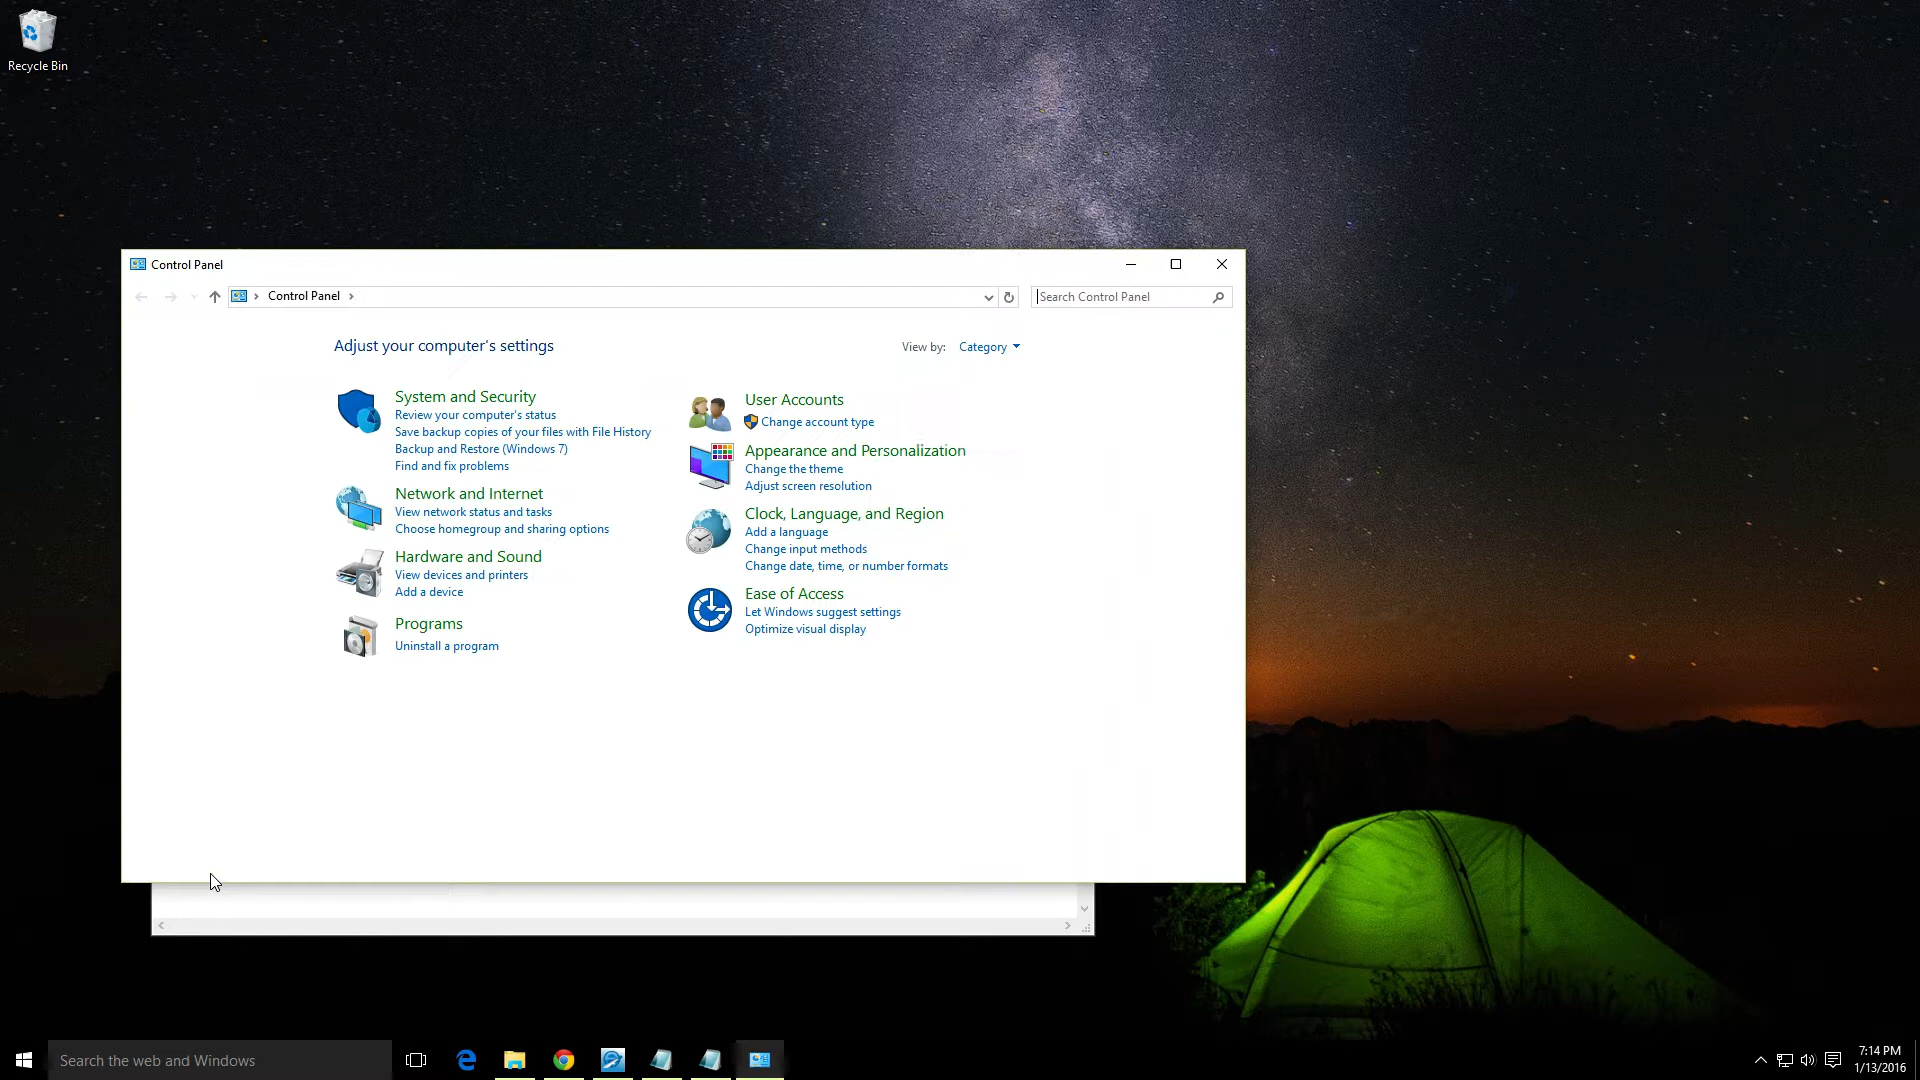 Recycle Bin
Control Panel
Control Panel
Search Control Panel
Adjust your computer's settings
View by: Category
System and Security
Review your computer's status
Save backup copies of your files with File History
Backup and Restore (Windows 7)
Find and fix problems
Network and Internet
View network status and tasks
Choose homegroup and sharing options
Hardware and Sound
View devices and printers
Add a device
Programs
Uninstall a program
User Accounts
Change account type
Appearance and Personalization
Change the theme
Adjust screen resolution
Clock, Language, and Region
Add a language
Change input methods
Change date, time, or number formats
Ease of Access
Let Windows suggest settings
Optimize visual display
Search the web and Windows
7:14 PM
1/13/2016